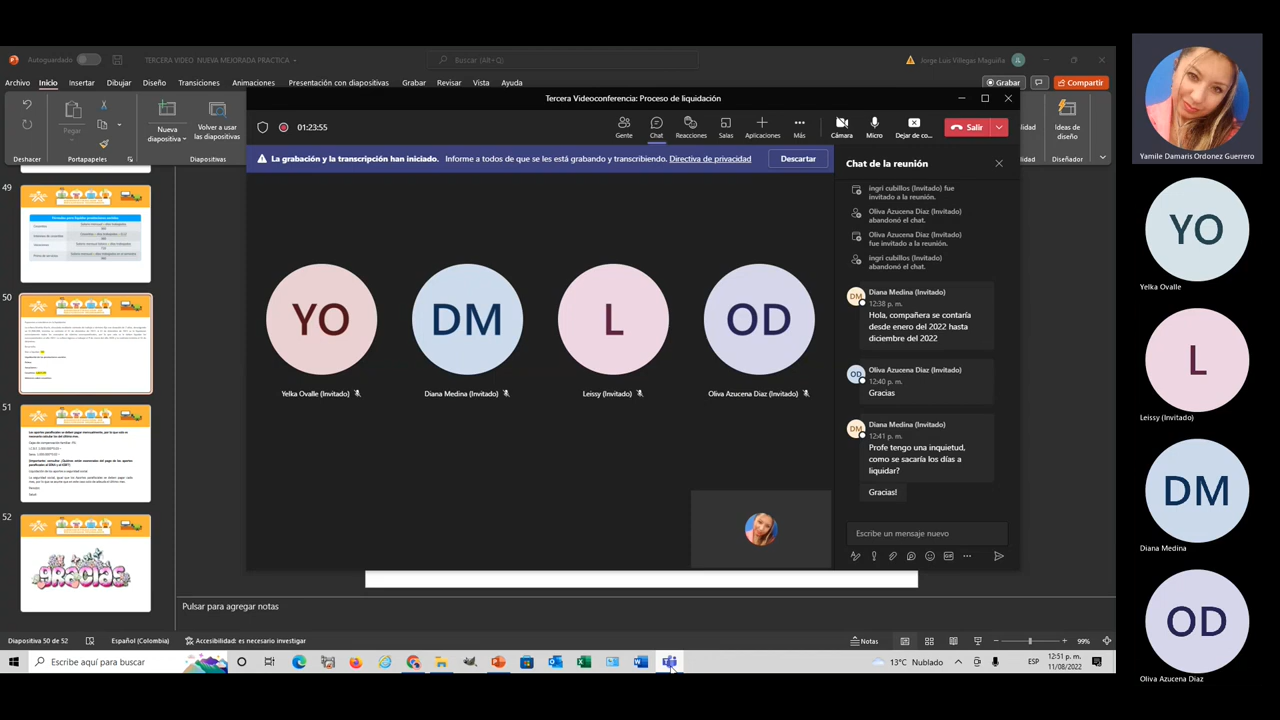 Autoguardado
TERCERA VIDEO NUEVA MEJORADA PRACTICA
Buscar (Alt+Q)
Jorge Luis Villegas Maguiña
JL
Archivo
Inicio
Insertar
Dibujar
Diseño
Transiciones
Animaciones
Presentación con diapositivas
Grabar
Revisar
Vista
Ayuda
Grabar
Compartir
Deshacer
Pegar
Portapapeles
Nueva
diapositiva
Volver a usar
las diapositivas
Diapositivas
Ideas de
diseño
Diseñador
Tercera Videoconferencia: Proceso de liquidación
01:23:55
Gente
Chat
Reacciones
Salas
Aplicaciones
Más
Cámara
Micro
Dejar de co...
Salir
La grabación y la transcripción han iniciado. Informe a todos de que se les está grabando y transcribiendo. Directiva de privacidad
Descartar
Chat de la reunión
ingri cubillos (Invitado) fue
invitado a la reunión.
Oliva Azucena Diaz (Invitado)
abandonó el chat.
Oliva Azucena Diaz (Invitado)
fue invitado a la reunión.
ingri cubillos (Invitado)
abandonó el chat.
DM
Diana Medina (Invitado)
12:38 p. m.
Hola, compañera se contaría
desde enero del 2022 hasta
diciembre del 2022
OD
Oliva Azucena Diaz (Invitado)
12:40 p. m.
Gracias
DM
Diana Medina (Invitado)
12:41 p. m.
Profe tengo una inquietud,
como se sacaría los días a
liquidar?
Gracias!
Escribe un mensaje nuevo
YO
Yelka Ovalle (Invitado)
DM
Diana Medina (Invitado)
L
Leissy (Invitado)
OD
Oliva Azucena Diaz (Invitado)
49
50
51
52
gracias
Pulsar para agregar notas
Diapositiva 50 de 52
Español (Colombia)
Accesibilidad: es necesario investigar
Notas
99%
Escribe aquí para buscar
13°C Nublado
ESP
12:51 p. m.
11/08/2022
Yamile Damaris Ordonez Guerrero
YO
Yelka Ovalle
L
Leissy (Invitado)
DM
Diana Medina
OD
Oliva Azucena Diaz